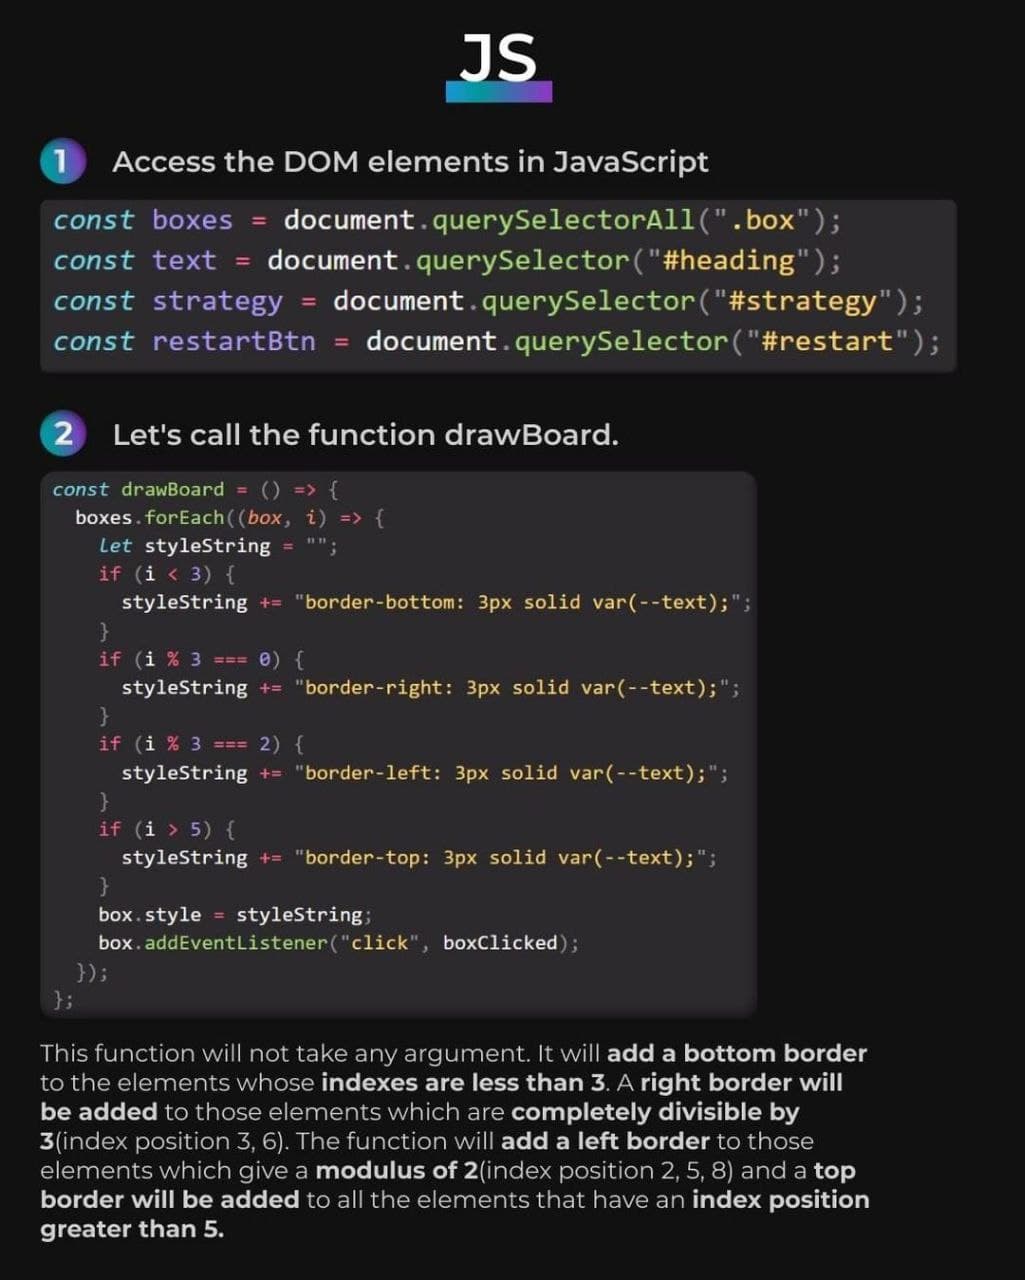 JS
1 Access the DOM elements in JavaScript
const boxes = document.querySelectorAll(".box");
const text = document.querySelector("#heading");
const strategy = document.querySelector("#strategy");
const restartBtn = document.querySelector("#restart");
2 Let's call the function drawBoard.
const drawBoard = () => {
  boxes.forEach((box, i) => {
    let styleString = "";
    if (i < 3) {
      styleString += "border-bottom: 3px solid var(--text);";
    }
    if (i % 3 === 0) {
      styleString += "border-right: 3px solid var(--text);";
    }
    if (i % 3 === 2) {
      styleString += "border-left: 3px solid var(--text);";
    }
    if (i > 5) {
      styleString += "border-top: 3px solid var(--text);";
    }
    box.style = styleString;
    box.addEventListener("click", boxClicked);
  });
};
This function will not take any argument. It will add a bottom border
to the elements whose indexes are less than 3. A right border will
be added to those elements which are completely divisible by
3(index position 3, 6). The function will add a left border to those
elements which give a modulus of 2(index position 2, 5, 8) and a top
border will be added to all the elements that have an index position
greater than 5.